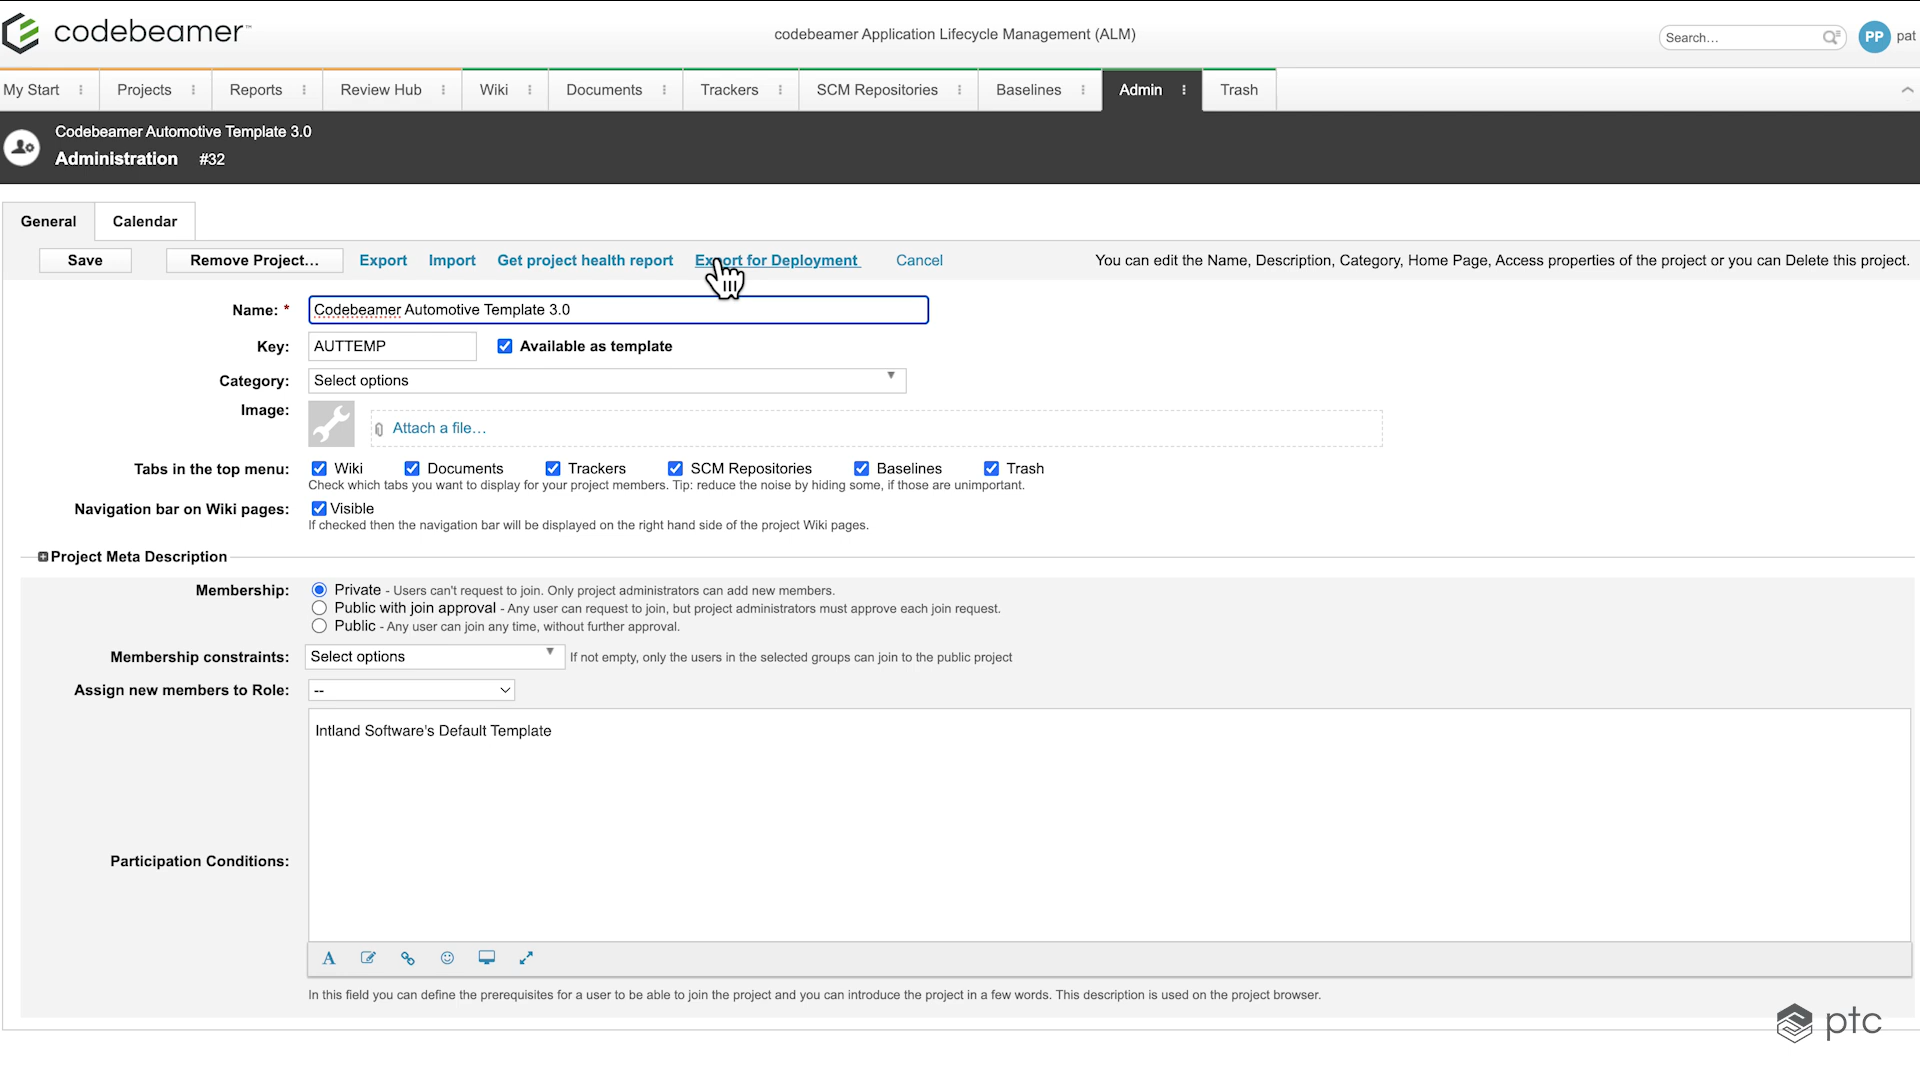 codebeamer™
codebeamer Application Lifecycle Management (ALM)
Search...
PP pat
My Start Projects Reports Review Hub Wiki Documents Trackers SCM Repositories Baselines Admin Trash
Codebeamer Automotive Template 3.0
Administration #32
General Calendar
Save Remove Project... Export Import Get project health report Export for Deployment Cancel You can edit the Name, Description, Category, Home Page, Access properties of the project or you can Delete this project.
Name: * Codebeamer Automotive Template 3.0
Key: AUTTEMP Available as template
Category: Select options
Image:
Attach a file...
Tabs in the top menu: Wiki Documents Trackers SCM Repositories Baselines Trash
Check which tabs you want to display for your project members. Tip: reduce the noise by hiding some, if those are unimportant.
Navigation bar on Wiki pages: Visible
If checked then the navigation bar will be displayed on the right hand side of the project Wiki pages.
Project Meta Description
Membership: Private - Users can't request to join. Only project administrators can add new members.
Public with join approval - Any user can request to join, but project administrators must approve each join request.
Public - Any user can join any time, without further approval.
Membership constraints: Select options If not empty, only the users in the selected groups can join to the public project
Assign new members to Role: --
Intland Software's Default Template
Participation Conditions:
In this field you can define the prerequisites for a user to be able to join the project and you can introduce the project in a few words. This description is used on the project browser.
ptc